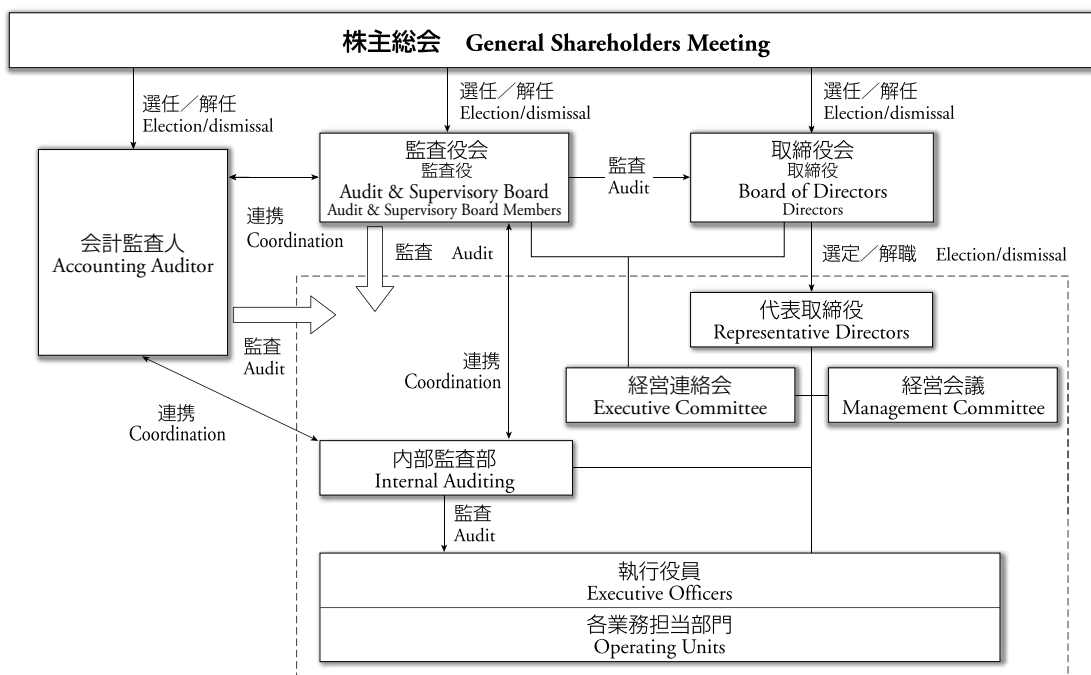 株主総会 General Shareholders Meeting
選任／解任
Election/dismissal
選任／解任
Election/dismissal
選任／解任
Election/dismissal
監査役会
監査役
Audit & Supervisory Board
Audit & Supervisory Board Members
監査
Audit
取締役会
取締役
Board of Directors
Directors
会計監査人
Accounting Auditor
連携
Coordination
監査 Audit
選定／解職 Election/dismissal
代表取締役
Representative Directors
監査
Audit
連携
Coordination
経営連絡会
Executive Committee
経営会議
Management Committee
連携
Coordination
内部監査部
Internal Auditing
監査
Audit
執行役員
Executive Officers
各業務担当部門
Operating Units